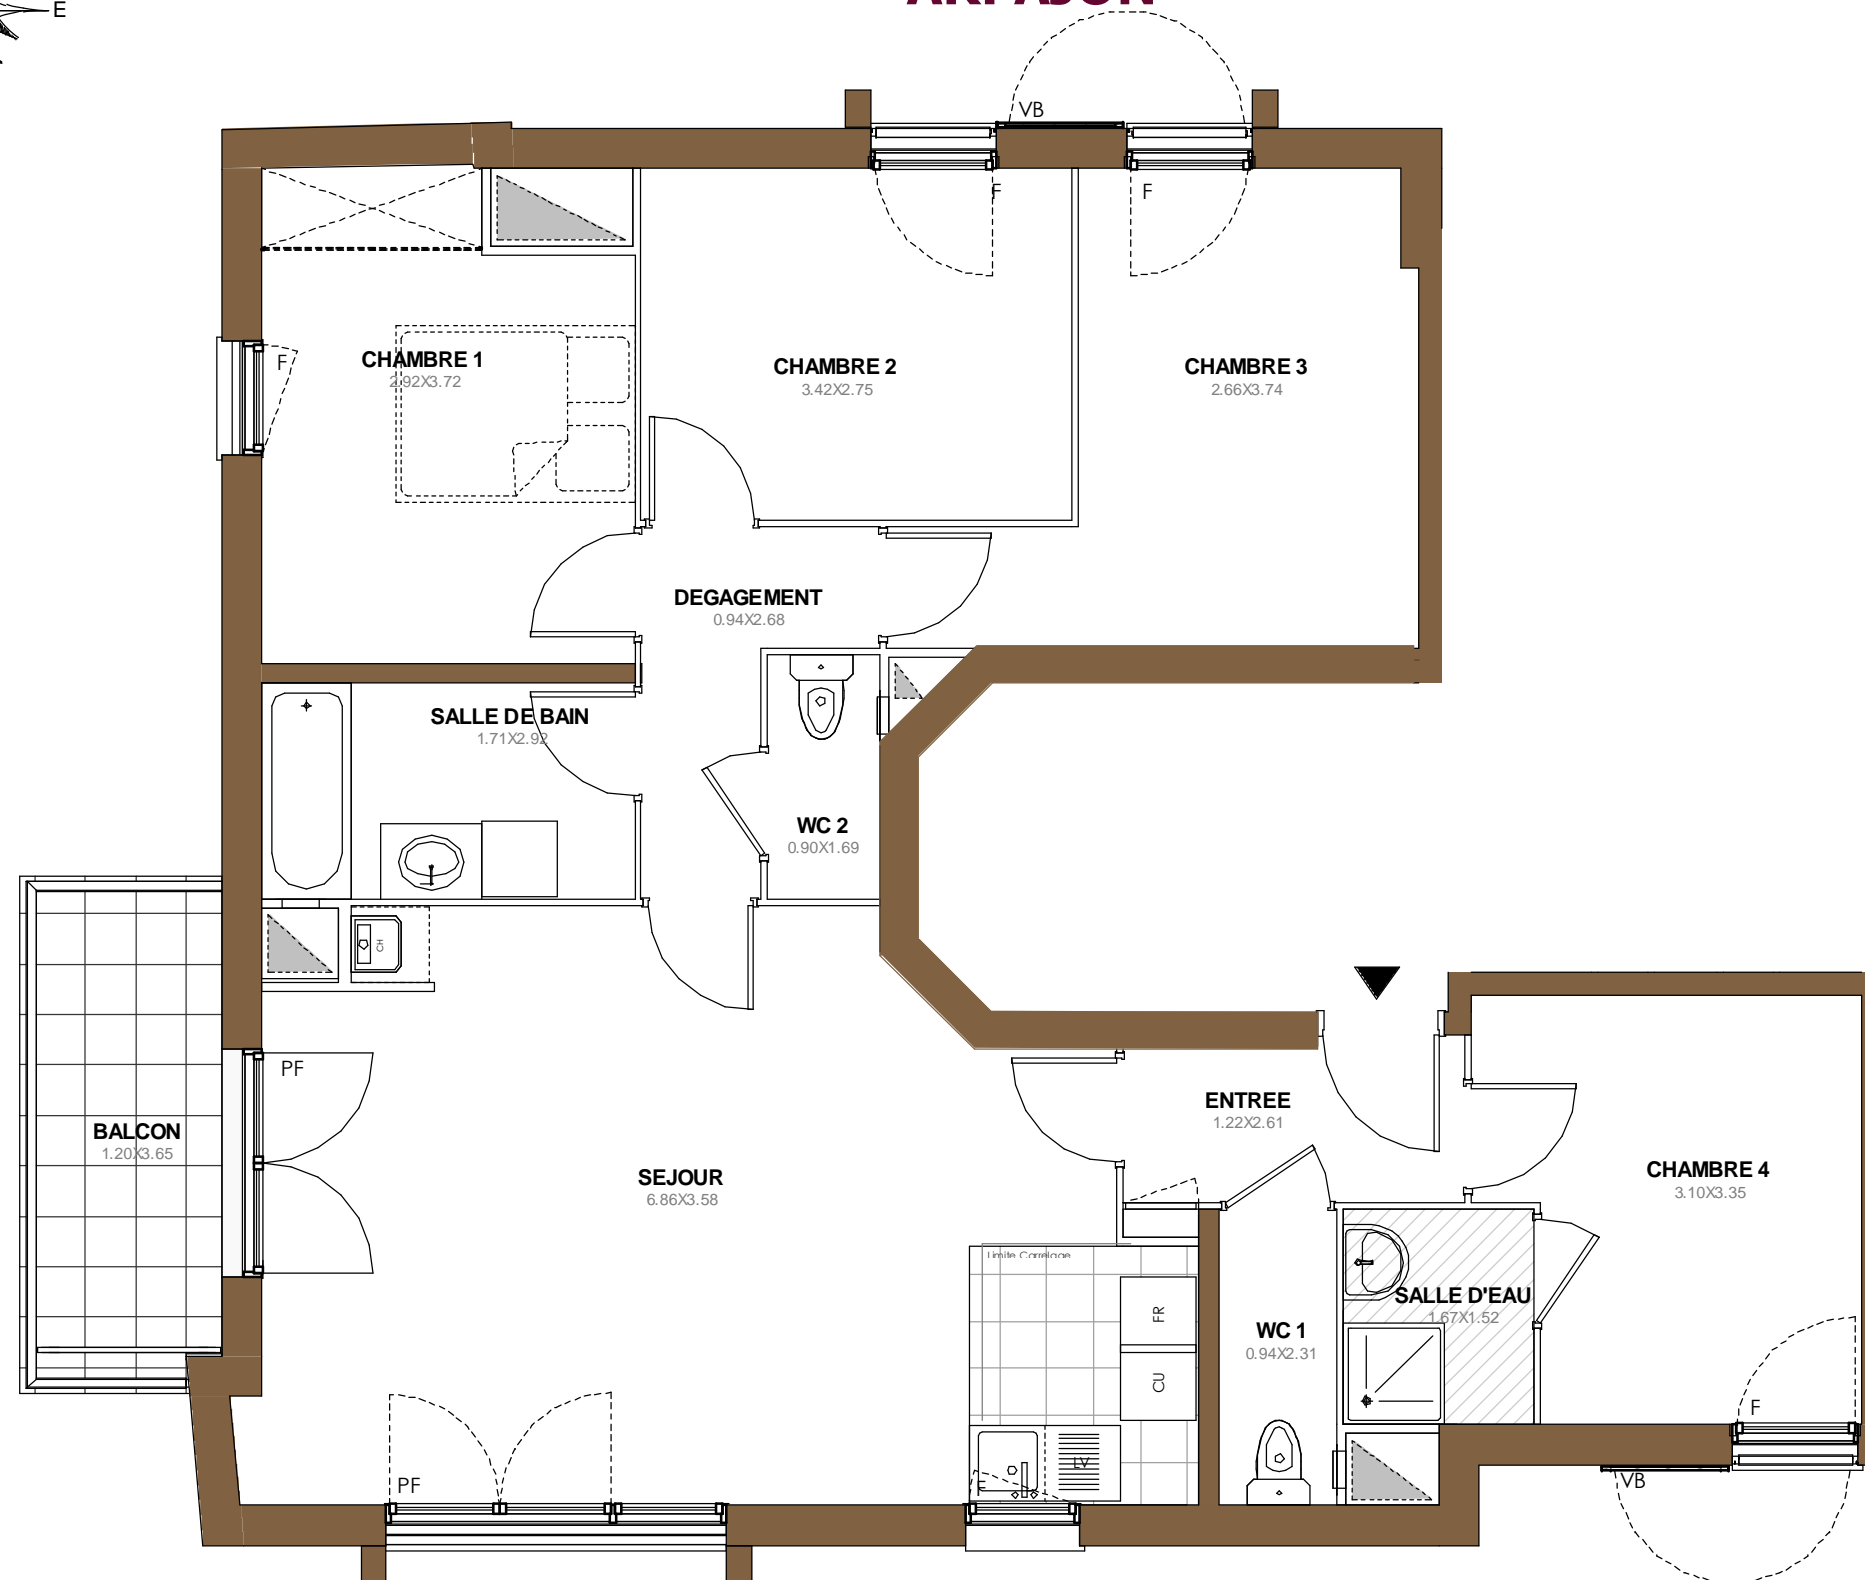 E
VB
F
F
F
CHAMBRE 1
2.92X3.72
CHAMBRE 2
3.42X2.75
CHAMBRE 3
2.66X3.74
DEGAGEMENT
0.94X2.68
SALLE DE BAIN
1.71X2.92
WC 2
0.90X1.69
CH
PF
BALCON
1.20X3.65
SEJOUR
6.86X3.58
ENTREE
1.22X2.61
CHAMBRE 4
3.10X3.35
Limite Carrelage
FR
CU
LV
SALLE D'EAU
1.67X1.52
WC 1
0.94X2.31
F
PF
F
VB